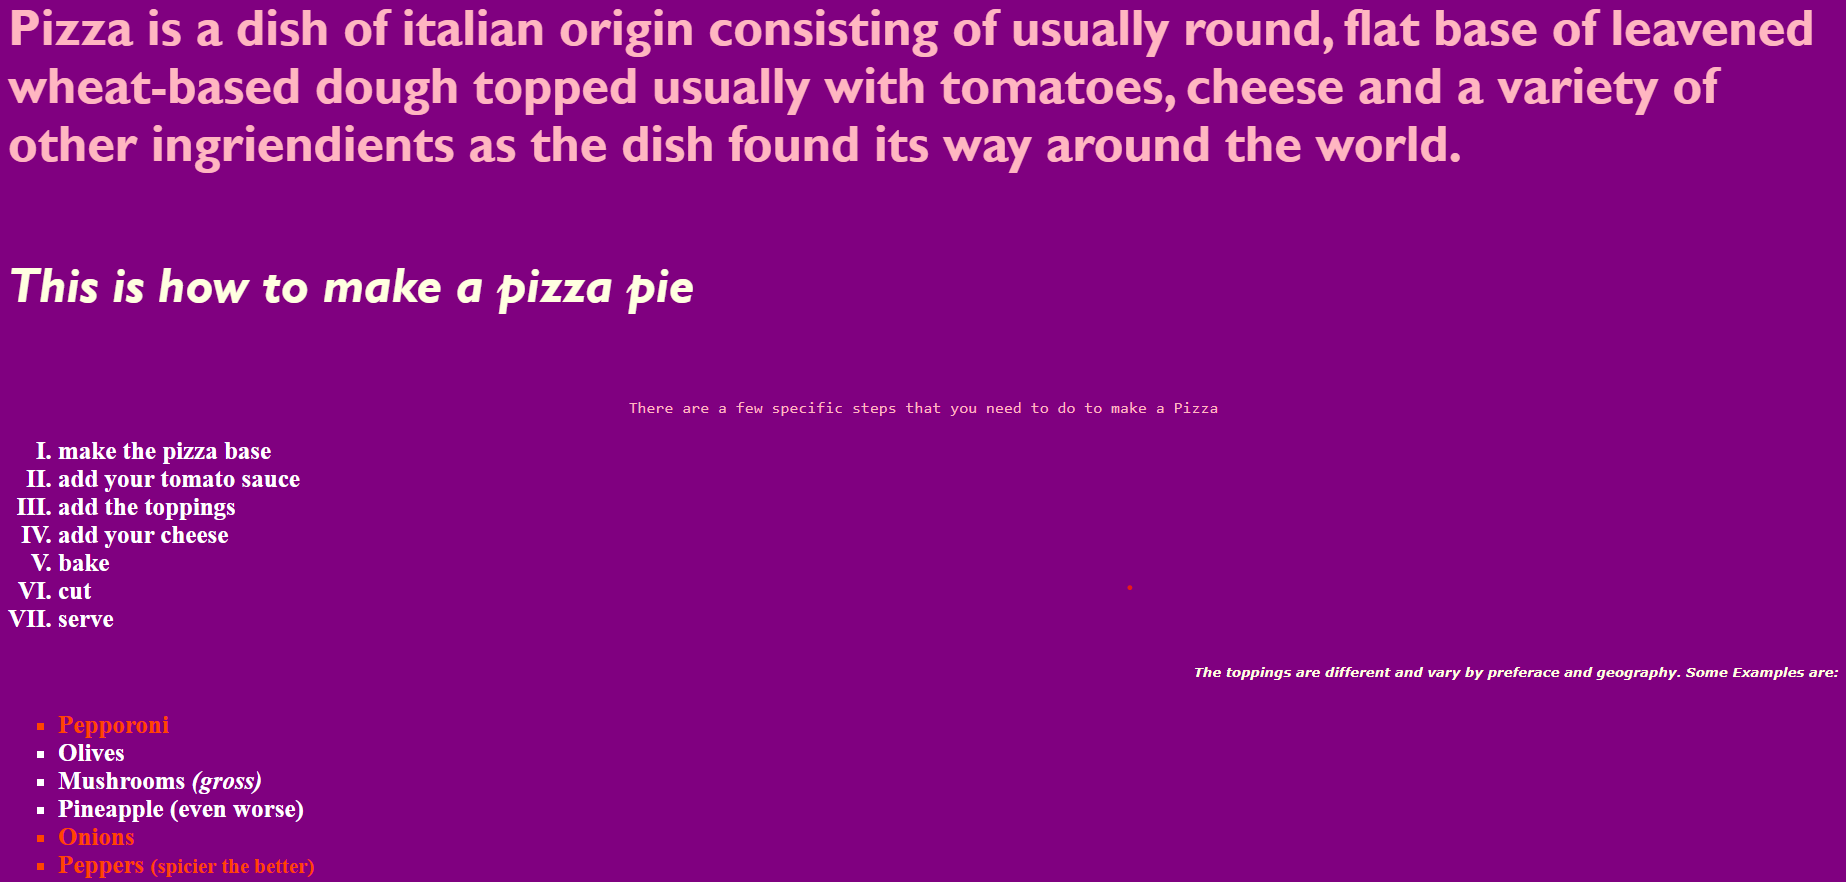 Pizza is a dish of italian origin consisting of usually round, flat base of leavened
wheat-based dough topped usually with tomatoes, cheese and a variety of
other ingriendients as the dish found its way around the world.
This is how to make a pizza pie
There are a few specific steps that you need to do to make a Pizza
I. make the pizza base
II. add your tomato sauce
III. add the toppings
IV. add your cheese
V. bake
VI. cut
VII. serve
The toppings are different and vary by preferace and geography. Some Examples are:
Pepporoni
Olives
Mushrooms (gross)
Pineapple (even worse)
Onions
Peppers (spicier the better)